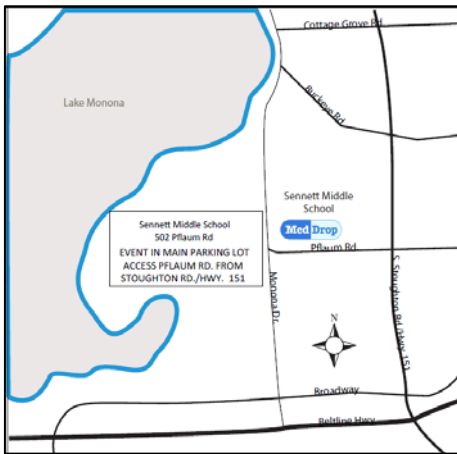 Cottage Grove Rd
Buckeye Rd
Lake Monona
Sennett Middle
School
MedDrop
Sennett Middle School
502 Pflaum Rd
EVENT IN MAIN PARKING LOT
ACCESS PFLAUM RD. FROM
STOUGHTON RD./HWY. 151
Pflaum Rd.
Monona Dr.
S Stoughton Rd (Hwy 151)
N
Broadway
Beltline Hwy